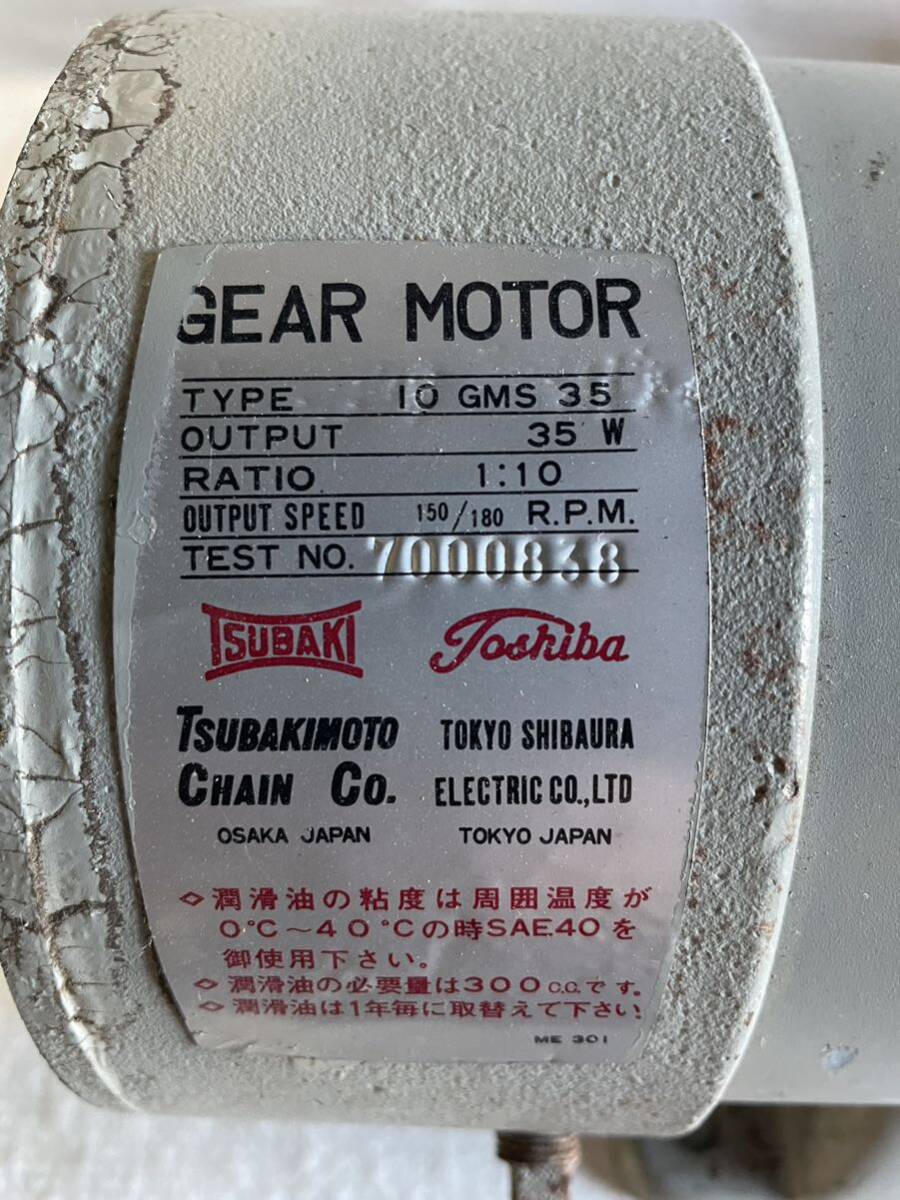 GEAR MOTOR
TYPE 10 GMS 35
OUTPUT 35 W
RATIO 1:10
OUTPUT SPEED 150/180 R.P.M.
TEST NO. 7000838
TSUBAKI Toshiba
TSUBAKIMOTO TOKYO SHIBAURA
CHAIN CO. ELECTRIC CO.,LTD
OSAKA JAPAN TOKYO JAPAN
◇潤滑油の粘度は周囲温度が
0°C～40°Cの時SAE.40を
御使用下さい。
◇潤滑油の必要量は300c.c.です。
◇潤滑油は1年毎に取替えて下さい
ME 301